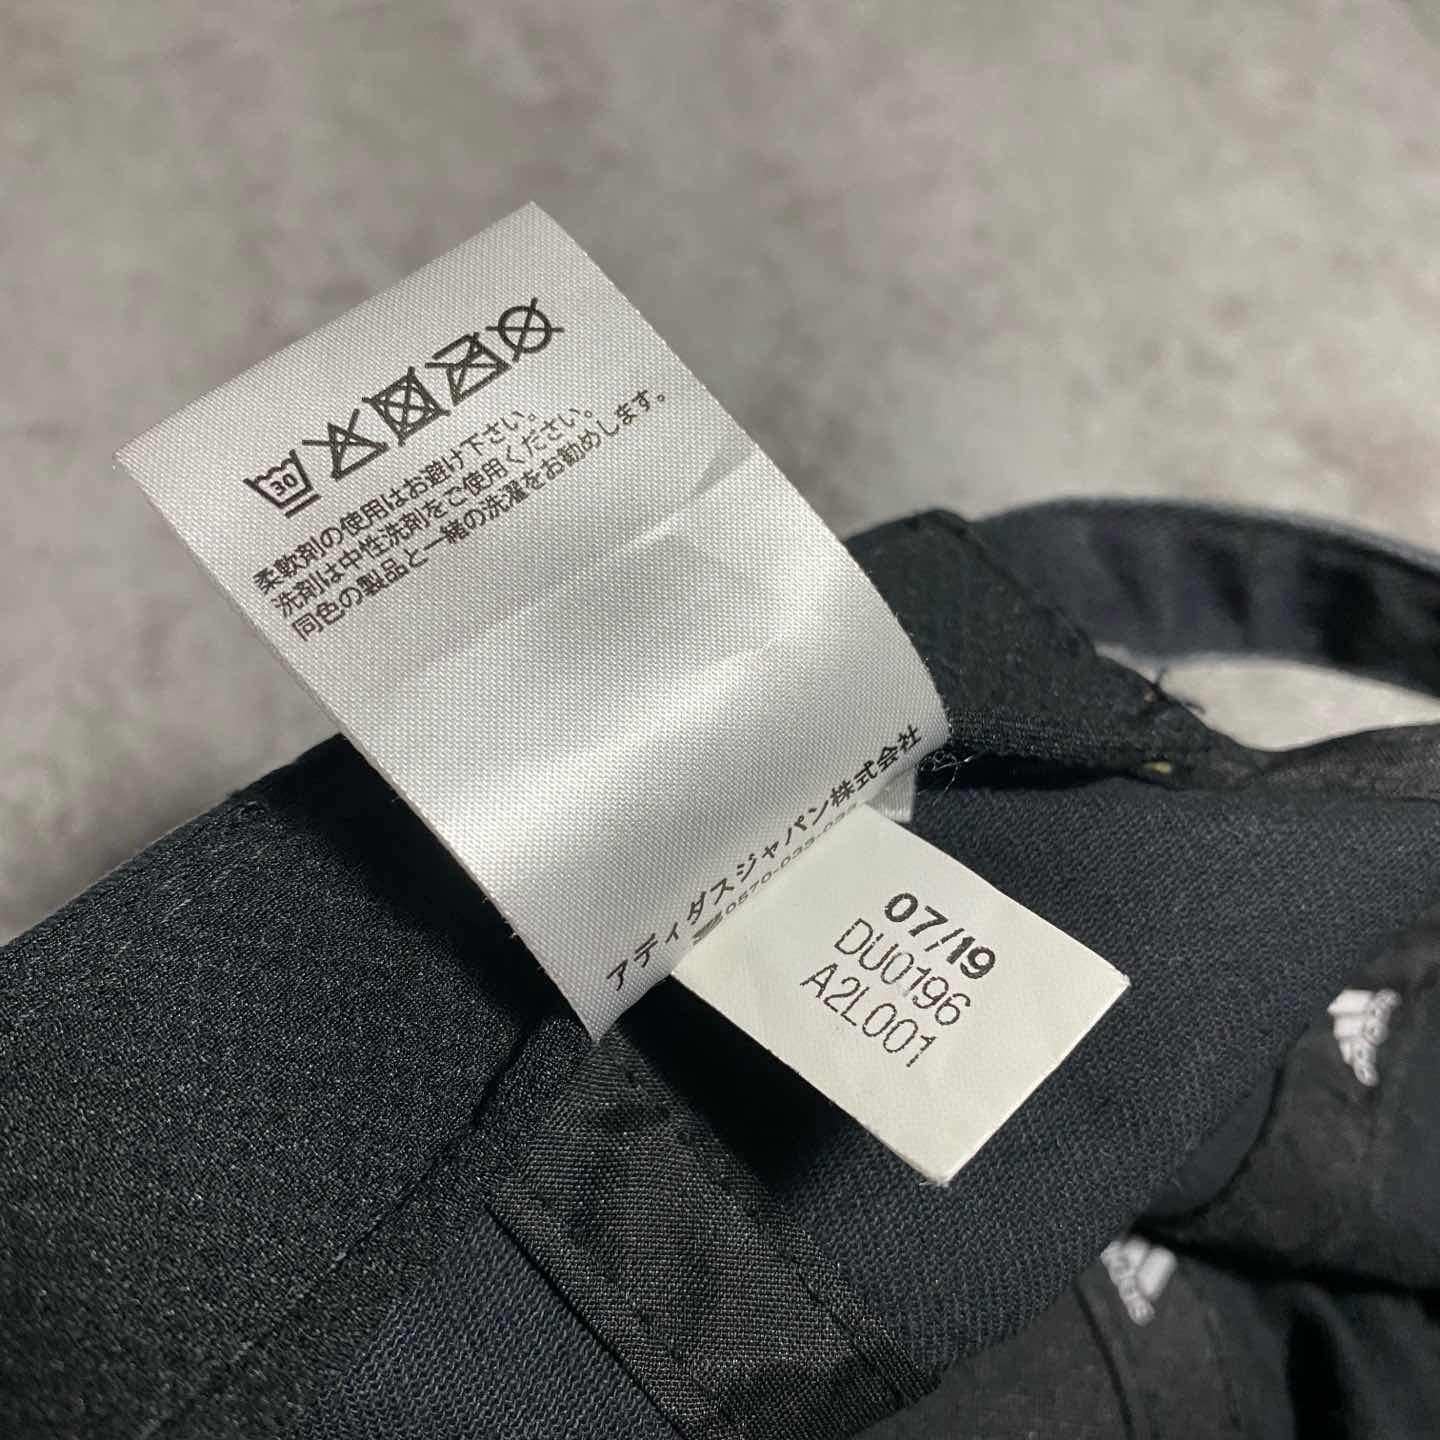 30
柔軟剤の使用はお避け下さい。
洗剤は中性洗剤をご使用ください。
同色の製品と一緒の洗濯をお勧めします。
アディダスジャパン株式会社
07/19
DU0196
A2L001
adidas
adidas